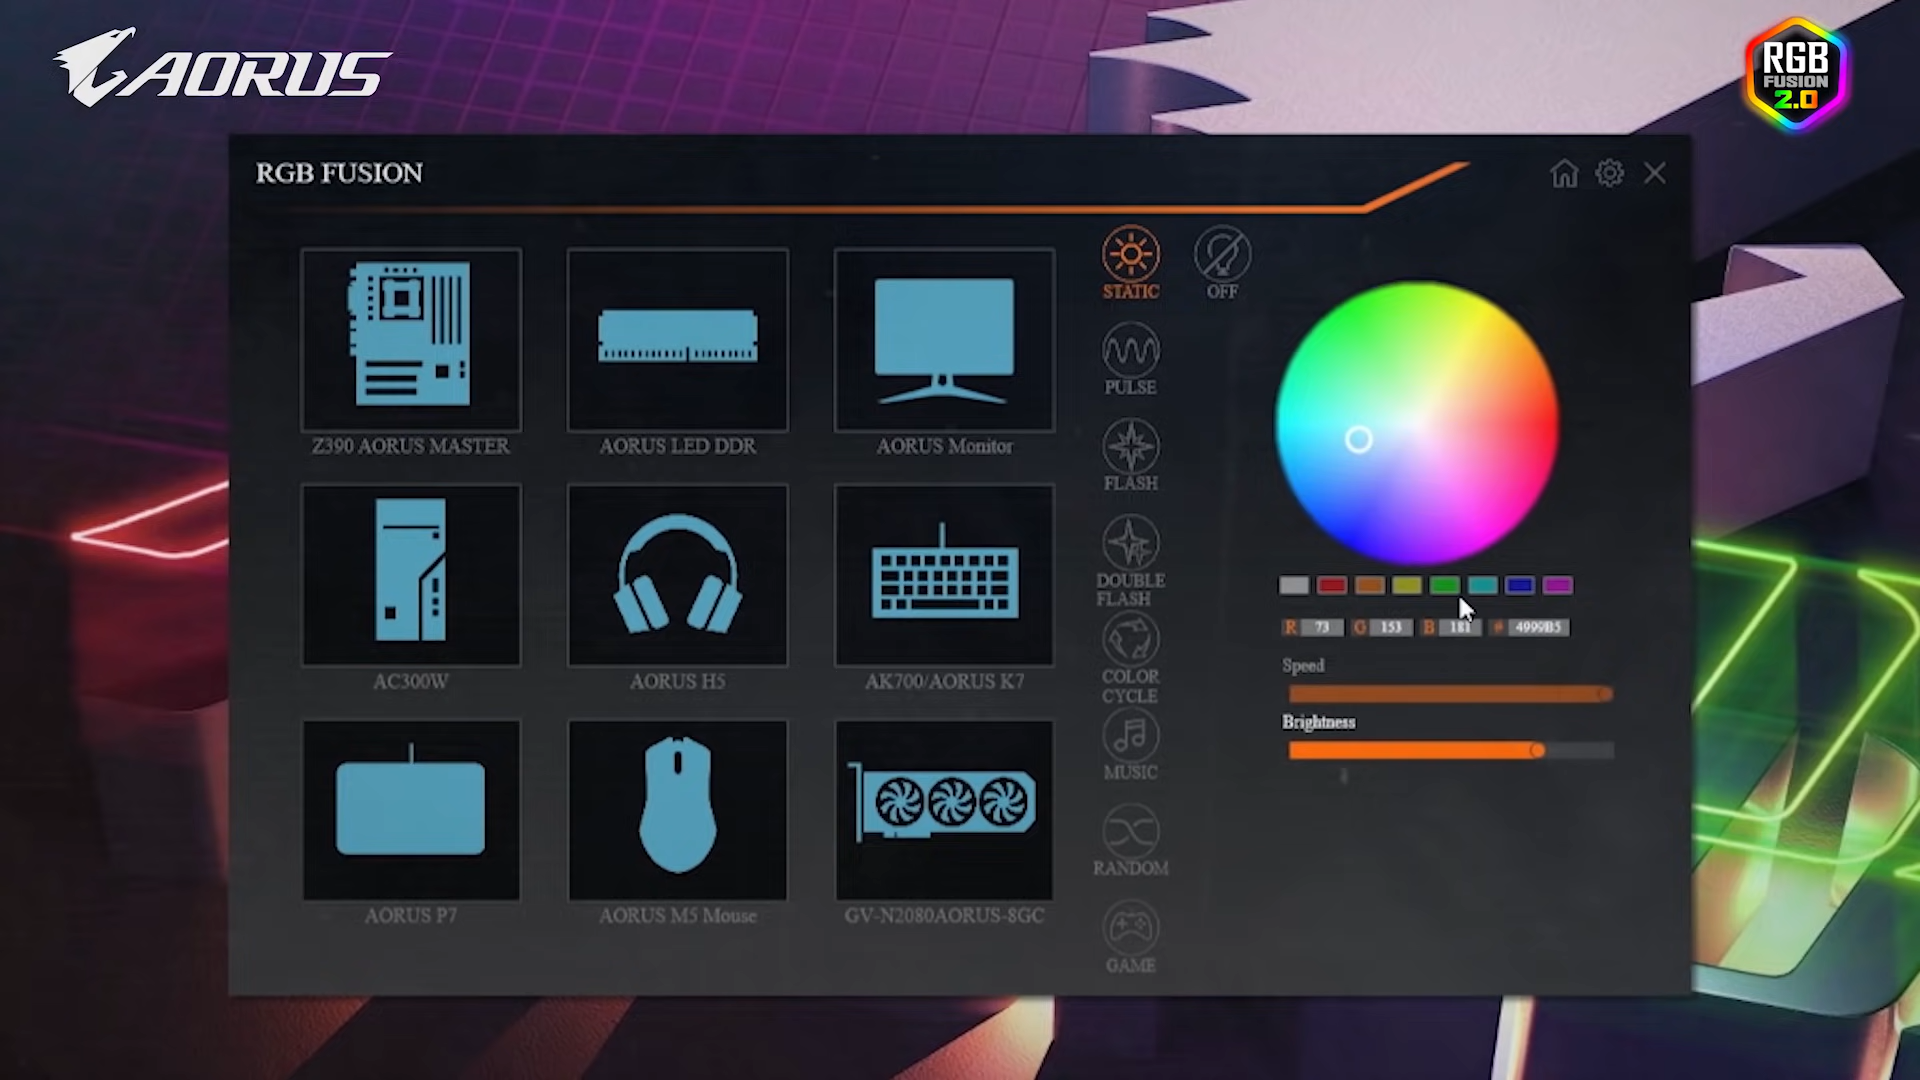 AORUS
RGB
FUSION
2.0
RGB FUSION
STATIC
OFF
Z390 AORUS MASTER
AORUS LED DDR
AORUS Monitor
PULSE
FLASH
DOUBLE
FLASH
AC300W
AORUS H5
AK700/AORUS K7
COLOR
CYCLE
MUSIC
RANDOM
AORUS P7
AORUS M5 Mouse
GV-N2080AORUS-8GC
GAME
R 73 G 153 B 181 # 4999B5
Speed
Brightness